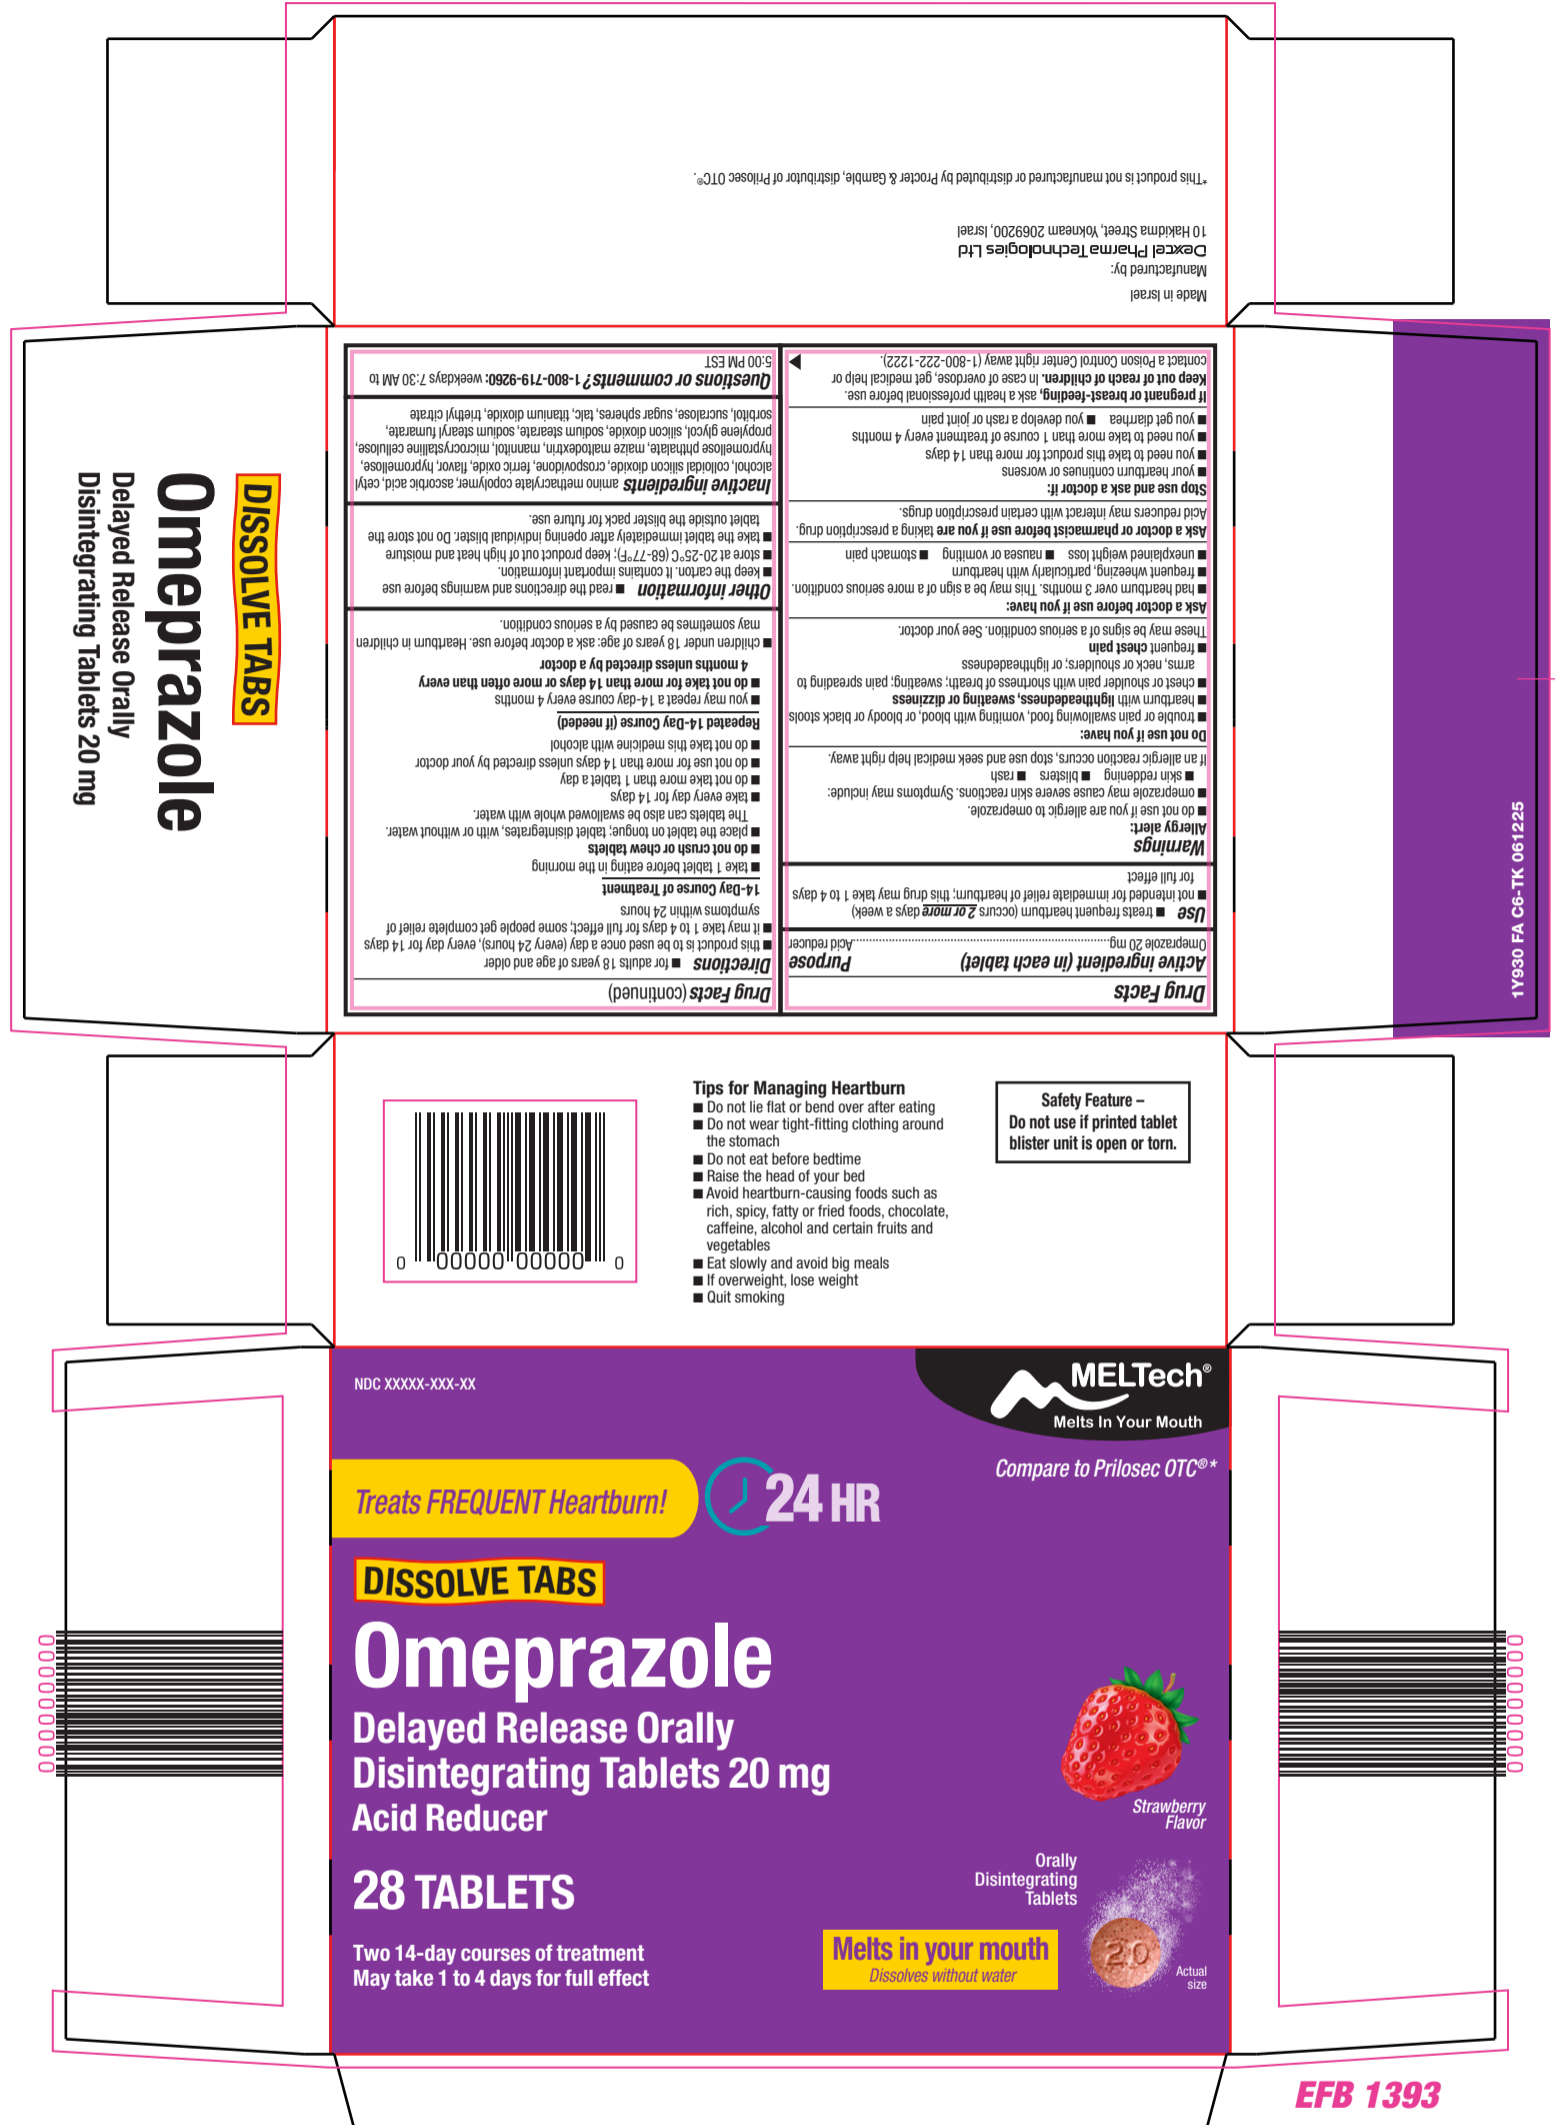 *This product is not manufactured or distributed by Procter & Gamble, distributor of Prilosec OTC®.
Made in Israel
Manufactured by:
Dexcel Pharma Technologies Ltd
10 Hakidma Street, Yokneam 2069200, Israel
DISSOLVE TABS
Omeprazole
Delayed Release Orally
Disintegrating Tablets 20 mg
Drug Facts
Active ingredient (in each tablet) Purpose
Omeprazole 20 mg..........Acid reducer
Use ■ treats frequent heartburn (occurs 2 or more days a week)
■ not intended for immediate relief of heartburn; this drug may take 1 to 4 days
for full effect
Warnings
Allergy alert:
■ do not use if you are allergic to omeprazole.
■ omeprazole may cause severe skin reactions. Symptoms may include:
■ skin reddening ■ blisters ■ rash
If an allergic reaction occurs, stop use and seek medical help right away.
Do not use if you have:
■ trouble or pain swallowing food, vomiting with blood, or bloody or black stools
■ heartburn with lightheadedness, sweating or dizziness
■ chest or shoulder pain with shortness of breath; sweating; pain spreading to
arms, neck or shoulders; or lightheadedness
■ frequent chest pain
These may be signs of a serious condition. See your doctor.
Ask a doctor before use if you have:
■ had heartburn over 3 months. This may be a sign of a more serious condition.
■ frequent wheezing, particularly with heartburn
■ unexplained weight loss ■ nausea or vomiting ■ stomach pain
Ask a doctor or pharmacist before use if you are taking a prescription drug.
Acid reducers may interact with certain prescription drugs.
Stop use and ask a doctor if:
■ your heartburn continues or worsens
■ you need to take this product for more than 14 days
■ you need to take more than 1 course of treatment every 4 months
■ you get diarrhea ■ you develop a rash or joint pain
If pregnant or breast-feeding, ask a health professional before use.
Keep out of reach of children. In case of overdose, get medical help or
contact a Poison Control Center right away (1-800-222-1222).
Drug Facts (continued)
Directions ■ for adults 18 years of age and older
■ this product is to be used once a day (every 24 hours), every day for 14 days
■ it may take 1 to 4 days for full effect; some people get complete relief of
symptoms within 24 hours
14-Day Course of Treatment
■ take 1 tablet before eating in the morning
■ do not crush or chew tablets
■ place the tablet on tongue; tablet disintegrates, with or without water.
The tablets can also be swallowed whole with water.
■ take every day for 14 days
■ do not take more than 1 tablet a day
■ do not use for more than 14 days unless directed by your doctor
■ do not take this medicine with alcohol
Repeated 14-Day Course (if needed)
■ you may repeat a 14-day course every 4 months
■ do not take for more than 14 days or more often than every
4 months unless directed by a doctor
■ children under 18 years of age: ask a doctor before use. Heartburn in children
may sometimes be caused by a serious condition.
Other information ■ read the directions and warnings before use
■ keep the carton. It contains important information.
■ store at 20-25°C (68-77°F); keep product out of high heat and moisture
■ take the tablet immediately after opening individual blister. Do not store the
tablet outside the blister pack for future use.
Inactive ingredients amino methacrylate copolymer, ascorbic acid, cetyl
alcohol, colloidal silicon dioxide, crospovidone, ferric oxide, flavor, hypromellose,
hypromellose phthalate, maize maltodextrin, mannitol, microcrystalline cellulose,
propylene glycol, silicon dioxide, sodium stearate, sodium stearyl fumarate,
sorbitol, sucralose, sugar spheres, talc, titanium dioxide, triethyl citrate
Questions or comments? 1-800-719-9260: weekdays 7:30 AM to
5:00 PM EST
1Y930 FA C6-TK 061225
0 00000 00000 0
Tips for Managing Heartburn
■ Do not lie flat or bend over after eating
■ Do not wear tight-fitting clothing around
the stomach
■ Do not eat before bedtime
■ Raise the head of your bed
■ Avoid heartburn-causing foods such as
rich, spicy, fatty or fried foods, chocolate,
caffeine, alcohol and certain fruits and
vegetables
■ Eat slowly and avoid big meals
■ If overweight, lose weight
■ Quit smoking
Safety Feature –
Do not use if printed tablet
blister unit is open or torn.
NDC XXXXX-XXX-XX
MELTech®
Melts In Your Mouth
Compare to Prilosec OTC®*
Treats FREQUENT Heartburn!
24 HR
DISSOLVE TABS
Omeprazole
Delayed Release Orally
Disintegrating Tablets 20 mg
Acid Reducer
28 TABLETS
Two 14-day courses of treatment
May take 1 to 4 days for full effect
Strawberry
Flavor
Orally
Disintegrating
Tablets
Melts in your mouth
Dissolves without water
20
Actual
size
0000000000
0000000000
EFB 1393